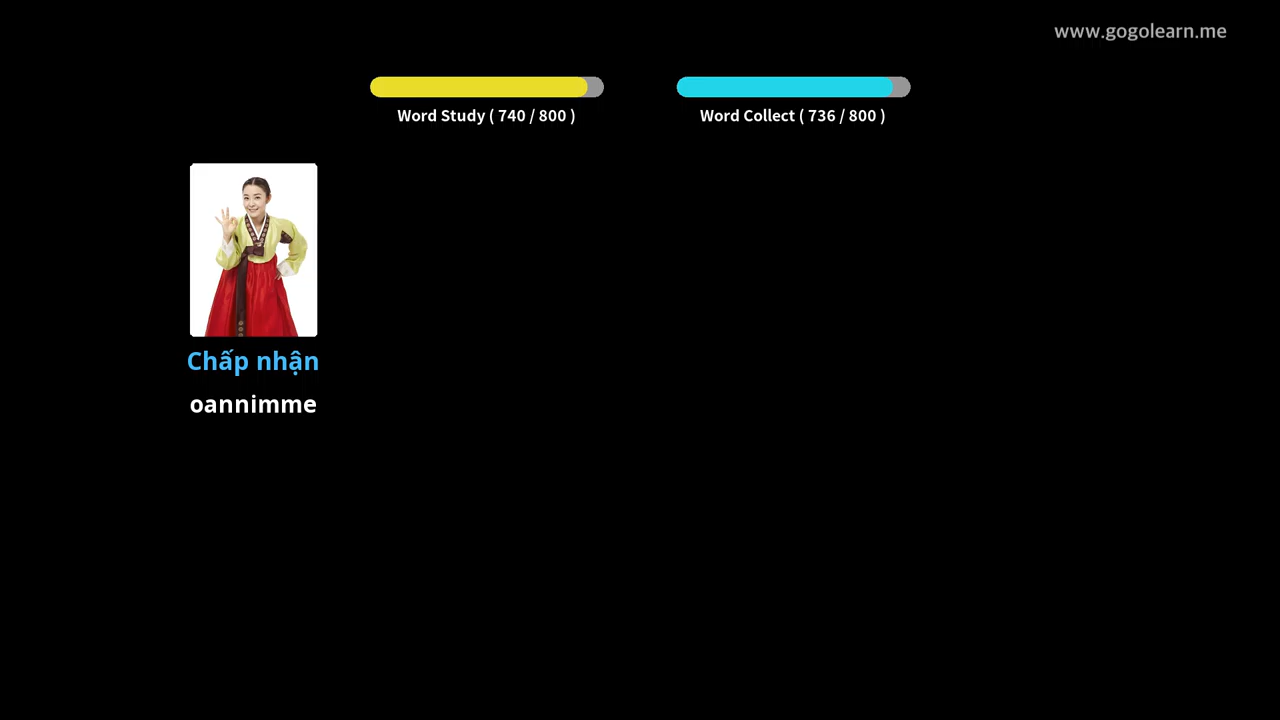 www.gogolearn.me
Word Study ( 740 / 800 )
Word Collect ( 736 / 800 )
Chấp nhận
oannimme